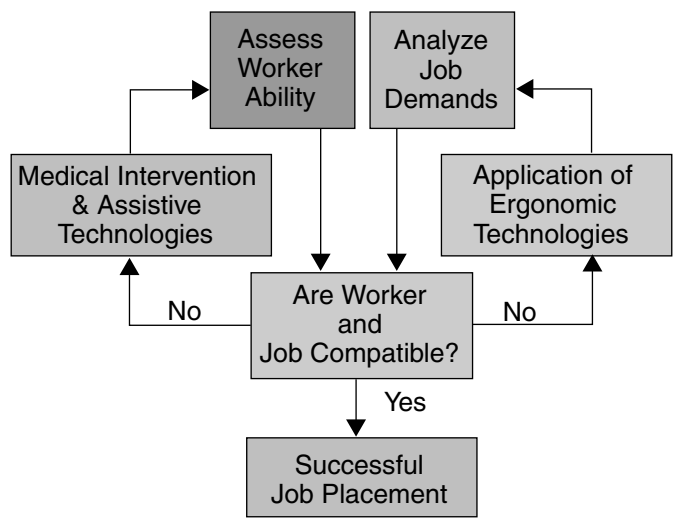 Assess
Worker
Ability
Analyze
Job
Demands
Medical Intervention
& Assistive
Technologies
Application of
Ergonomic
Technologies
No
Are Worker
and
Job Compatible?
No
Yes
Successful
Job Placement